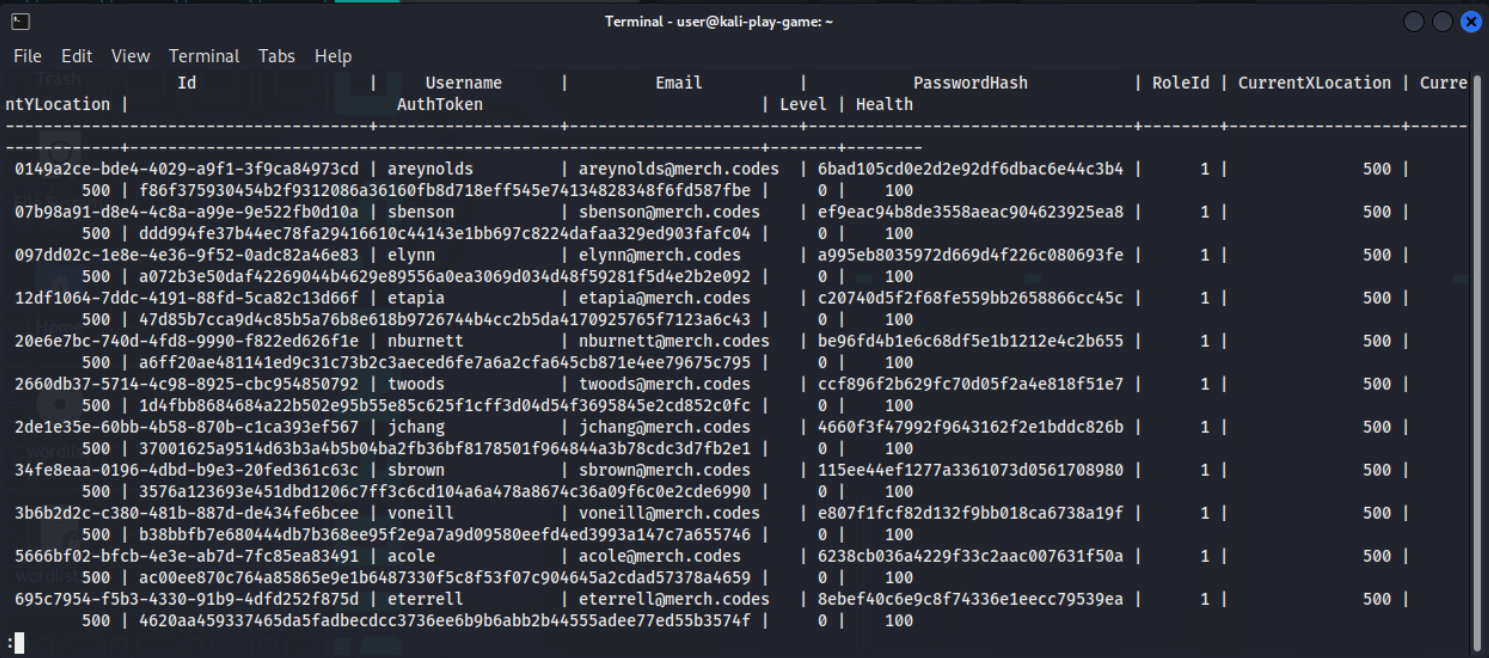 Terminal - user@kali-play-game: ~
File Edit View Terminal Tabs Help
Id | Username | Email | PasswordHash | RoleId | CurrentXLocation | Curre
ntYLocation | AuthToken | Level | Health
--------------------------------------+-------------------+------------------------+----------------------------------+--------+------------------+------
------------+------------------------------------------------------------------+-------+--------
0149a2ce-bde4-4029-a9f1-3f9ca84973cd | areynolds | areynolds@merch.codes | 6bad105cd0e2d2e92df6dbac6e44c3b4 | 1 | 500 |
500 | f86f375930454b2f9312086a36160fb8d718eff545e74134828348f6fd587fbe | 0 | 100
07b98a91-d8e4-4c8a-a99e-9e522fb0d10a | sbenson | sbenson@merch.codes | ef9eac94b8de3558aeac904623925ea8 | 1 | 500 |
500 | ddd994fe37b44ec78fa29416610c44143e1bb697c8224dafaa329ed903fafc04 | 0 | 100
097dd02c-1e8e-4e36-9f52-0adc82a46e83 | elynn | elynn@merch.codes | a995eb8035972d669d4f226c080693fe | 1 | 500 |
500 | a072b3e50daf42269044b4629e89556a0ea3069d034d48f59281f5d4e2b2e092 | 0 | 100
12df1064-7ddc-4191-88fd-5ca82c13d66f | etapia | etapia@merch.codes | c20740d5f2f68fe559bb2658866cc45c | 1 | 500 |
500 | 47d85b7cca9d4c85b5a76b8e618b9726744b4cc2b5da4170925765f7123a6c43 | 0 | 100
20e6e7bc-740d-4fd8-9990-f822ed626f1e | nburnett | nburnett@merch.codes | be96fd4b1e6c68df5e1b1212e4c2b655 | 1 | 500 |
500 | a6ff20ae481141ed9c31c73b2c3aeced6fe7a6a2cfa645cb871e4ee79675c795 | 0 | 100
2660db37-5714-4c98-8925-cbc954850792 | twoods | twoods@merch.codes | ccf896f2b629fc70d05f2a4e818f51e7 | 1 | 500 |
500 | 1d4fbb8684684a22b502e95b55e85c625f1cff3d04d54f3695845e2cd852c0fc | 0 | 100
2de1e35e-60bb-4b58-870b-c1ca393ef567 | jchang | jchang@merch.codes | 4660f3f47992f9643162f2e1bddc826b | 1 | 500 |
500 | 37001625a9514d63b3a4b5b04ba2fb36bf8178501f964844a3b78cdc3d7fb2e1 | 0 | 100
34fe8eaa-0196-4dbd-b9e3-20fed361c63c | sbrown | sbrown@merch.codes | 115ee44ef1277a3361073d0561708980 | 1 | 500 |
500 | 3576a123693e451dbd1206c7ff3c6cd104a6a478a8674c36a09f6c0e2cde6990 | 0 | 100
3b6b2d2c-c380-481b-887d-de434fe6bcee | voneill | voneill@merch.codes | e807f1fcf82d132f9bb018ca6738a19f | 1 | 500 |
500 | b38bbfb7e680444db7b368ee95f2e9a7a9d09580eefd4ed3993a147c7a655746 | 0 | 100
5666bf02-bfcb-4e3e-ab7d-7fc85ea83491 | acole | acole@merch.codes | 6238cb036a4229f33c2aac007631f50a | 1 | 500 |
500 | ac00ee870c764a85865e9e1b6487330f5c8f53f07c904645a2cdad57378a4659 | 0 | 100
695c7954-f5b3-4330-91b9-4dfd252f875d | eterrell | eterrell@merch.codes | 8ebef40c6e9c8f74336e1eecc79539ea | 1 | 500 |
500 | 4620aa459337465da5fadbecdcc3736ee6b9b6abb2b44555adee77ed55b3574f | 0 | 100
: